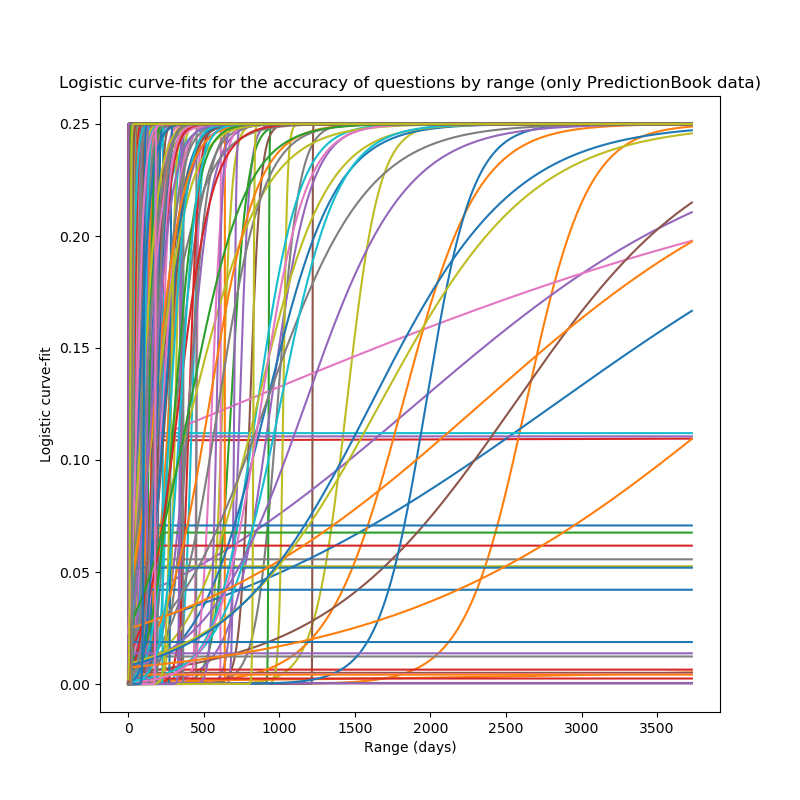 Logistic curve-fits for the accuracy of questions by range (only PredictionBook data)
0.25
0.20
0.15
0.10
0.05
0.00
Logistic curve-fit
0 500 1000 1500 2000 2500 3000 3500
Range (days)